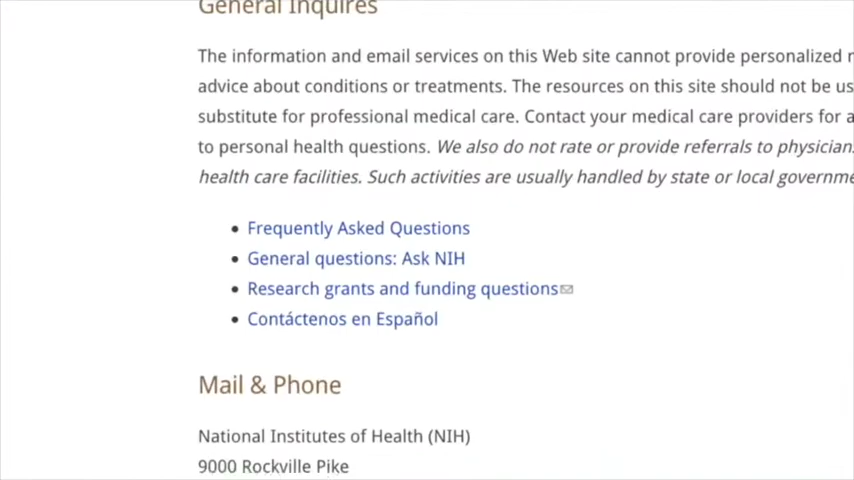 General Inquires
The information and email services on this Web site cannot provide personalized
advice about conditions or treatments. The resources on this site should not be
substitute for professional medical care. Contact your medical care providers for
to personal health questions. We also do not rate or provide referrals to
health care facilities. Such activities are usually handled by state or local
Frequently Asked Questions
General questions: Ask NIH
Research grants and funding questions
Contáctenos en Español
Mail & Phone
National Institutes of Health (NIH)
9000 Rockville Pike